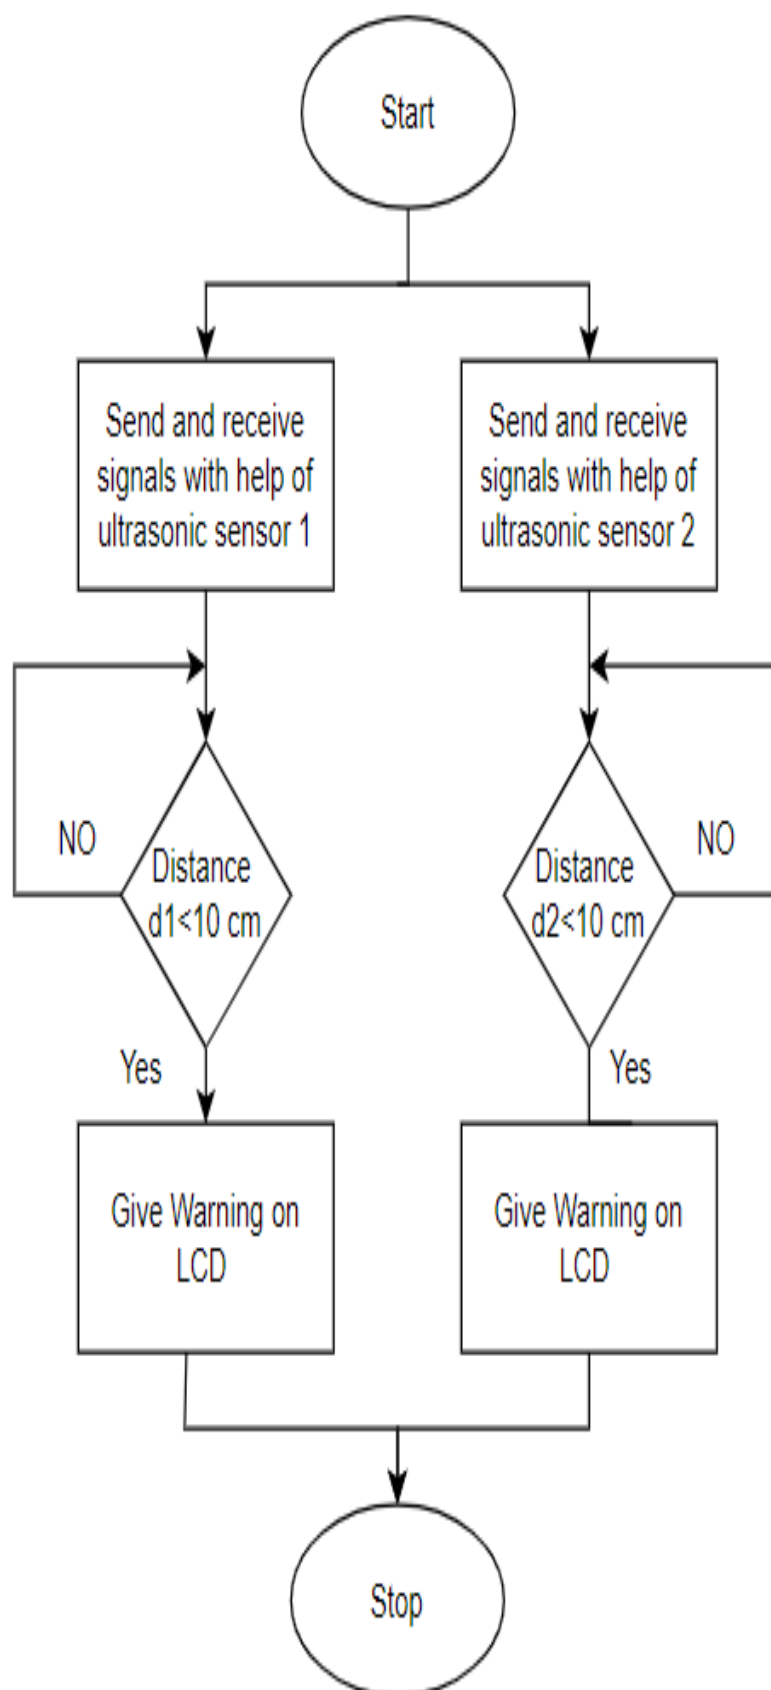 Start
Send and receive
signals with help of
ultrasonic sensor 1
Send and receive
signals with help of
ultrasonic sensor 2
NO
Distance
d1<10 cm
Distance
d2<10 cm
NO
Yes
Yes
Give Warning on
LCD
Give Warning on
LCD
Stop